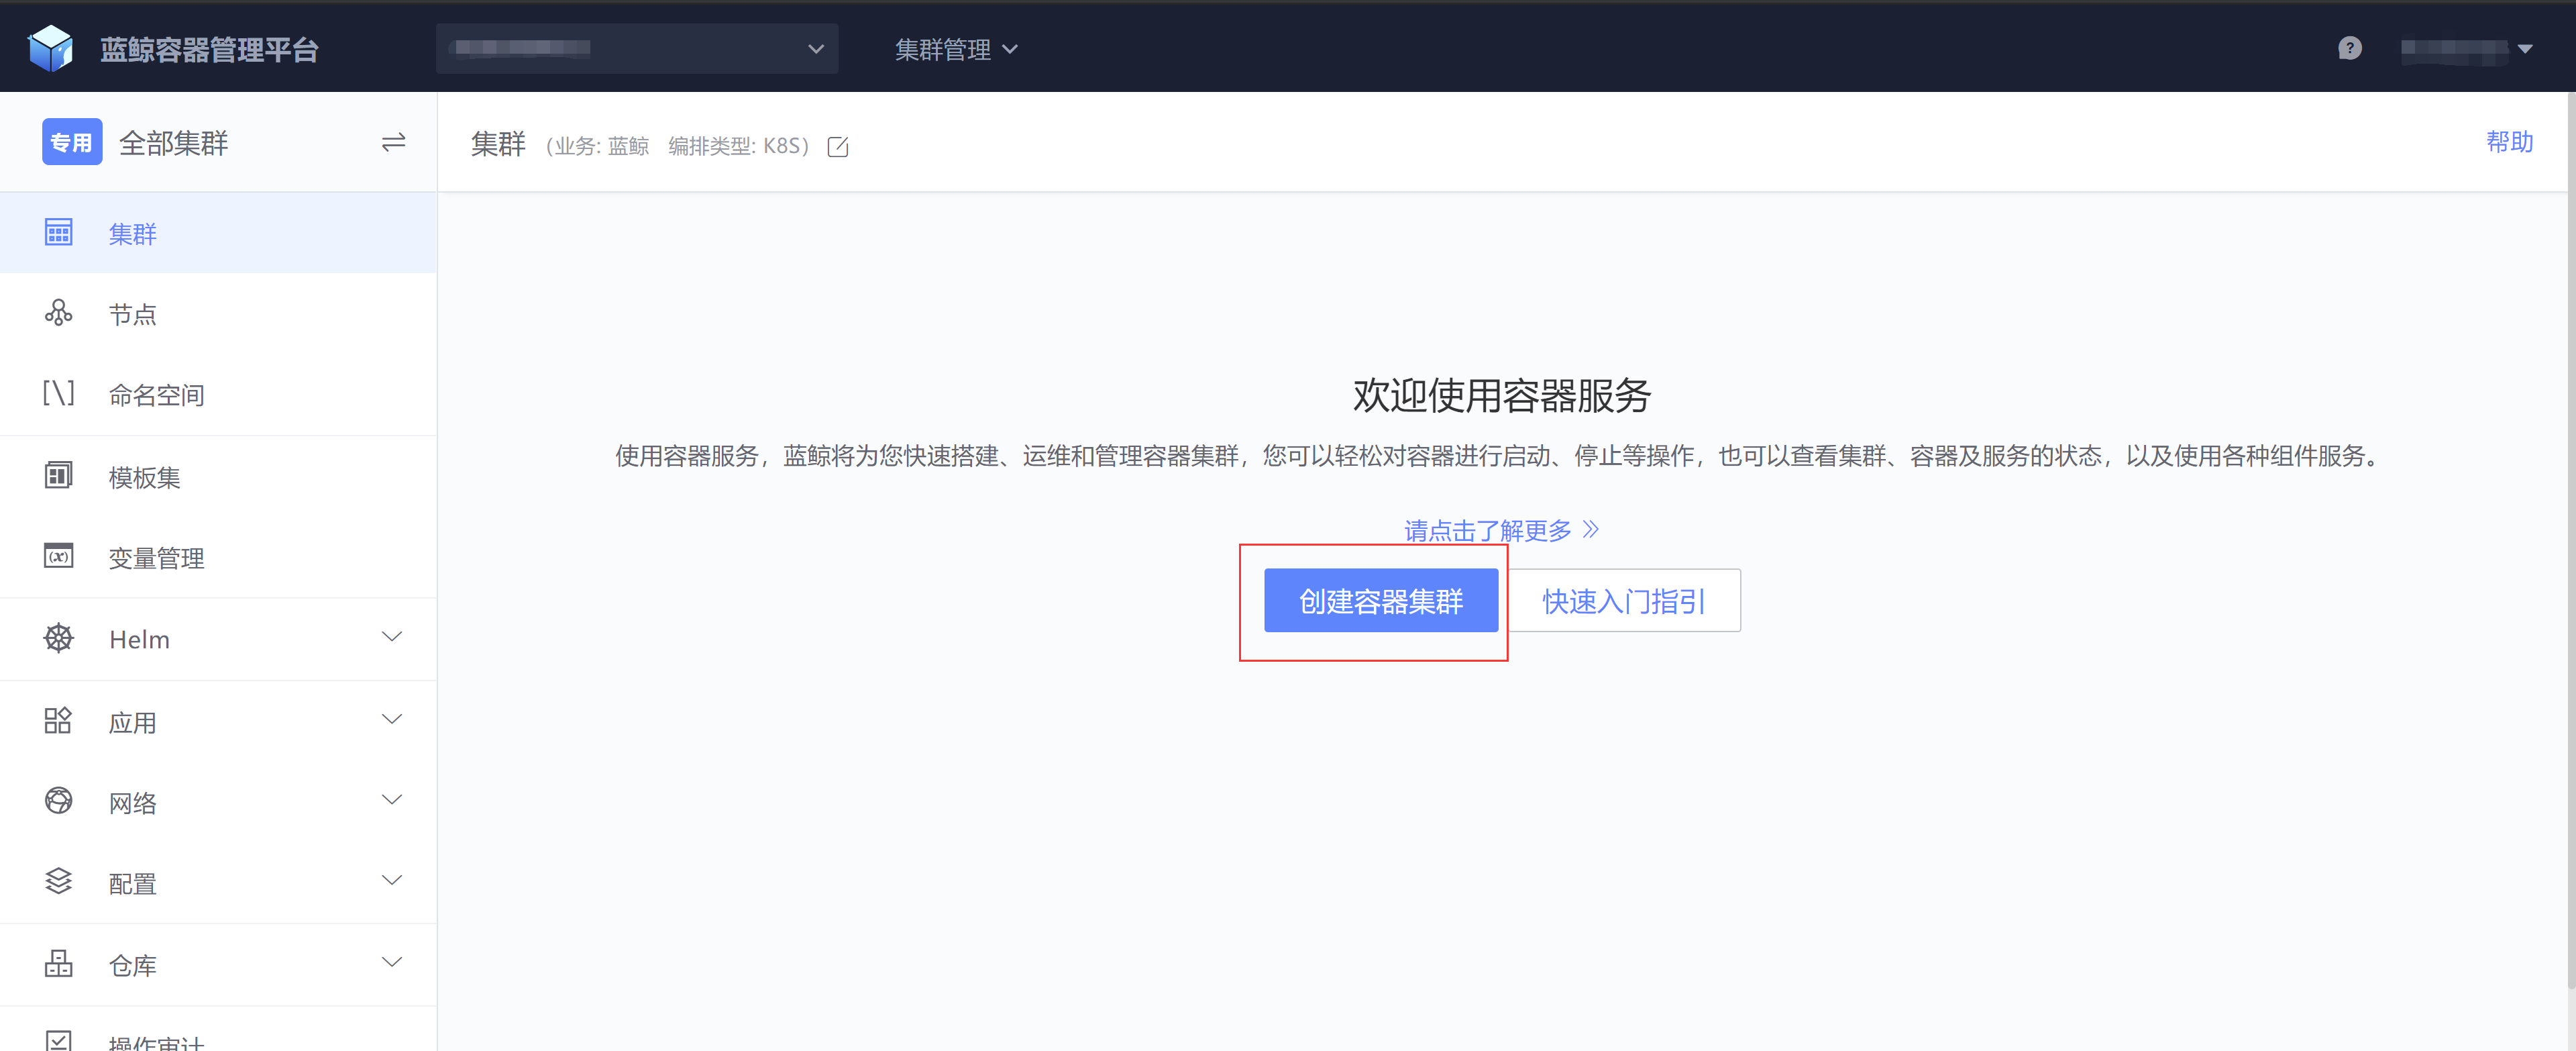 蓝鲸容器管理平台
集群管理
专用 全部集群
集群 (业务: 蓝鲸 编排类型: K8S)
帮助
集群
节点
命名空间
模板集
变量管理
Helm
应用
网络
配置
仓库
操作审计
欢迎使用容器服务
使用容器服务，蓝鲸将为您快速搭建、运维和管理容器集群，您可以轻松对容器进行启动、停止等操作，也可以查看集群、容器及服务的状态，以及使用各种组件服务。
请点击了解更多
创建容器集群
快速入门指引